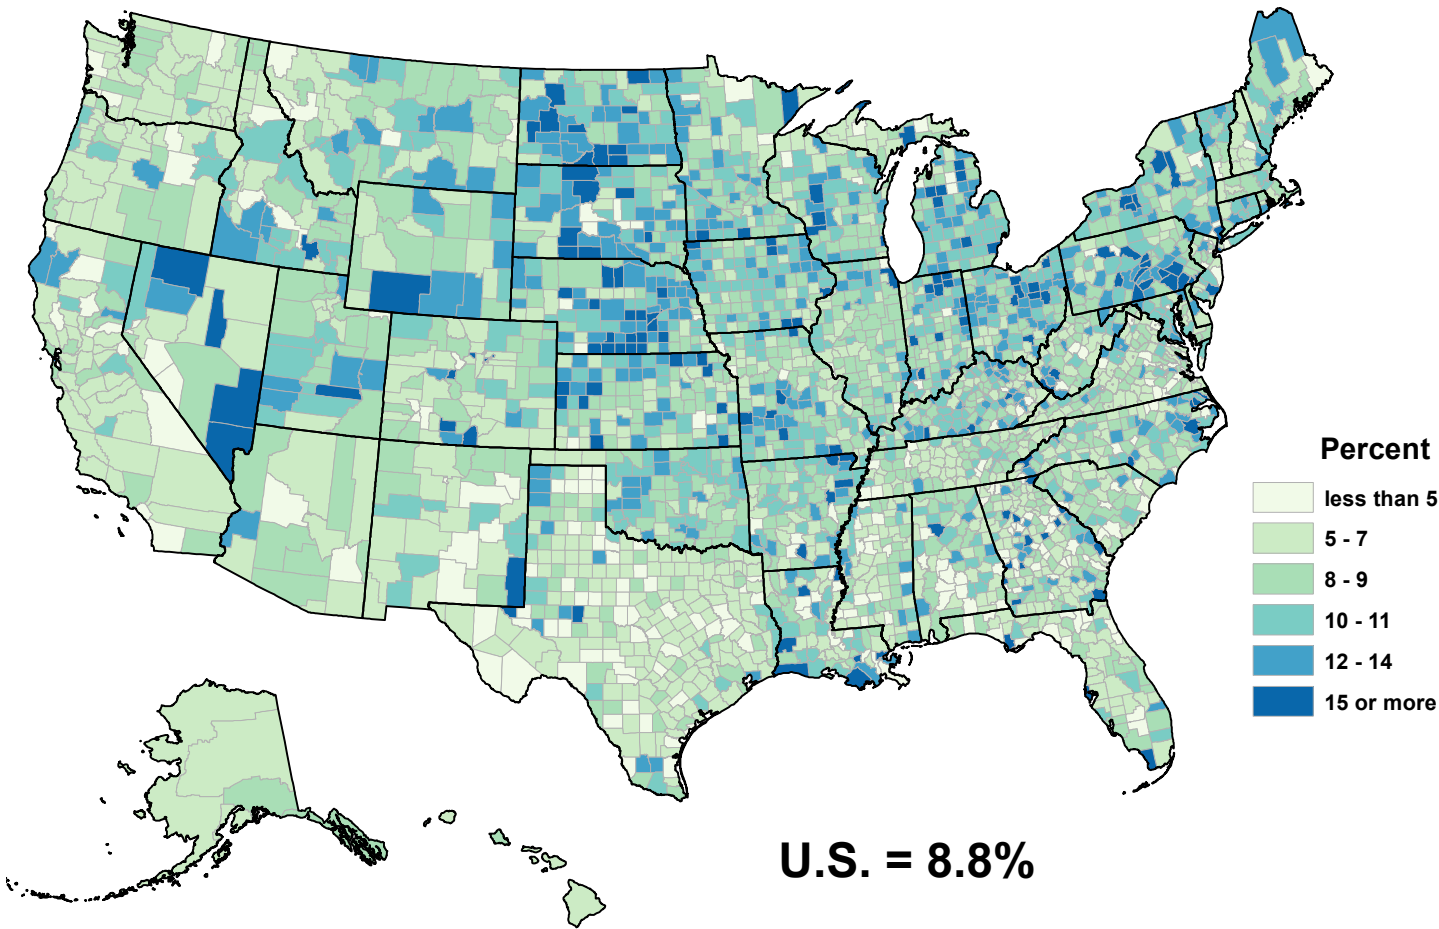 Percent
less than 5
5 - 7
8 - 9
10 - 11
12 - 14
15 or more
U.S. = 8.8%